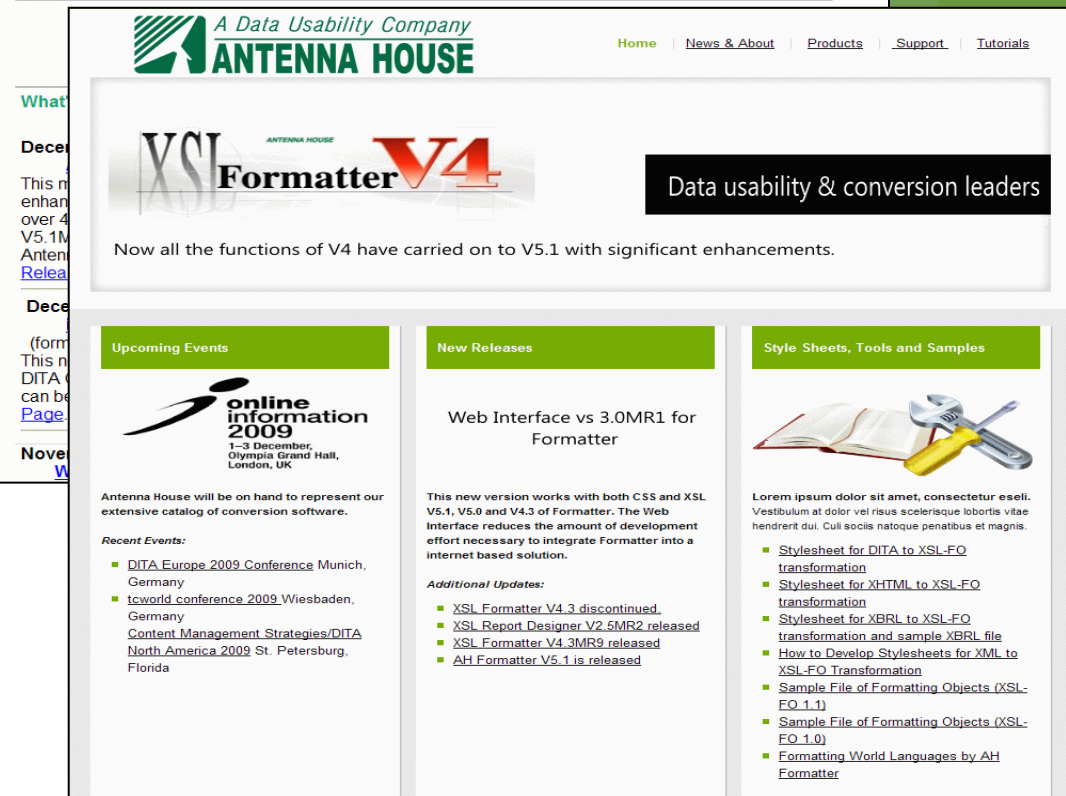 What'
This m
over 4
V5.1M
Relea
(form
This n
DITA
can be
Page.
W
A Data Usability Company
ANTENNA HOUSE
Home | News & About | Products | Support | Tutorials
ANTENNA HOUSE
XSL Formatter V4
Data usability & conversion leaders
Now all the functions of V4 have carried on to V5.1 with significant enhancements.
Upcoming Events
online
information
2009
1–3 December,
Olympia Grand Hall,
London, UK
Antenna House will be on hand to represent our
extensive catalog of conversion software.
Recent Events:
DITA Europe 2009 Conference Munich,
Germany
tcworld conference 2009 Wiesbaden,
Germany
Content Management Strategies/DITA
North America 2009 St. Petersburg,
Florida
New Releases
Web Interface vs 3.0MR1 for
Formatter
This new version works with both CSS and XSL
V5.1, V5.0 and V4.3 of Formatter. The Web
Interface reduces the amount of development
effort necessary to integrate Formatter into a
internet based solution.
Additional Updates:
XSL Formatter V4.3 discontinued.
XSL Report Designer V2.5MR2 released
XSL Formatter V4.3MR9 released
AH Formatter V5.1 is released
Style Sheets, Tools and Samples
Lorem ipsum dolor sit amet, consectetur eseli.
Vestibulum at dolor vel risus scelerisque lobortis vitae
hendrerit dui. Culi sociis natoque penatibus et magnis.
Stylesheet for DITA to XSL-FO
transformation
Stylesheet for XHTML to XSL-FO
transformation
Stylesheet for XBRL to XSL-FO
transformation and sample XBRL file
How to Develop Stylesheets for XML to
XSL-FO Transformation
Sample File of Formatting Objects (XSL-
FO 1.1)
Sample File of Formatting Objects (XSL-
FO 1.0)
Formatting World Languages by AH
Formatter